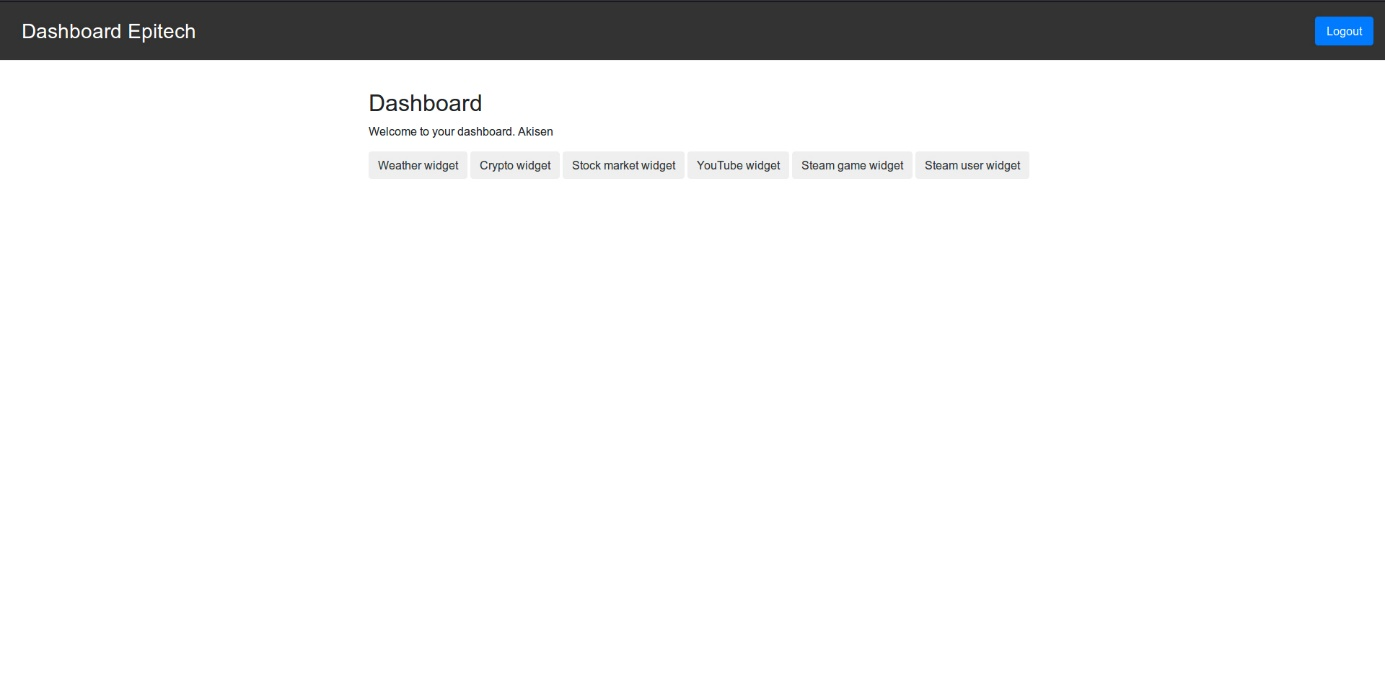 Dashboard Epitech Logout
Dashboard
Welcome to your dashboard. Akisen
Weather widget Crypto widget Stock market widget YouTube widget Steam game widget Steam user widget